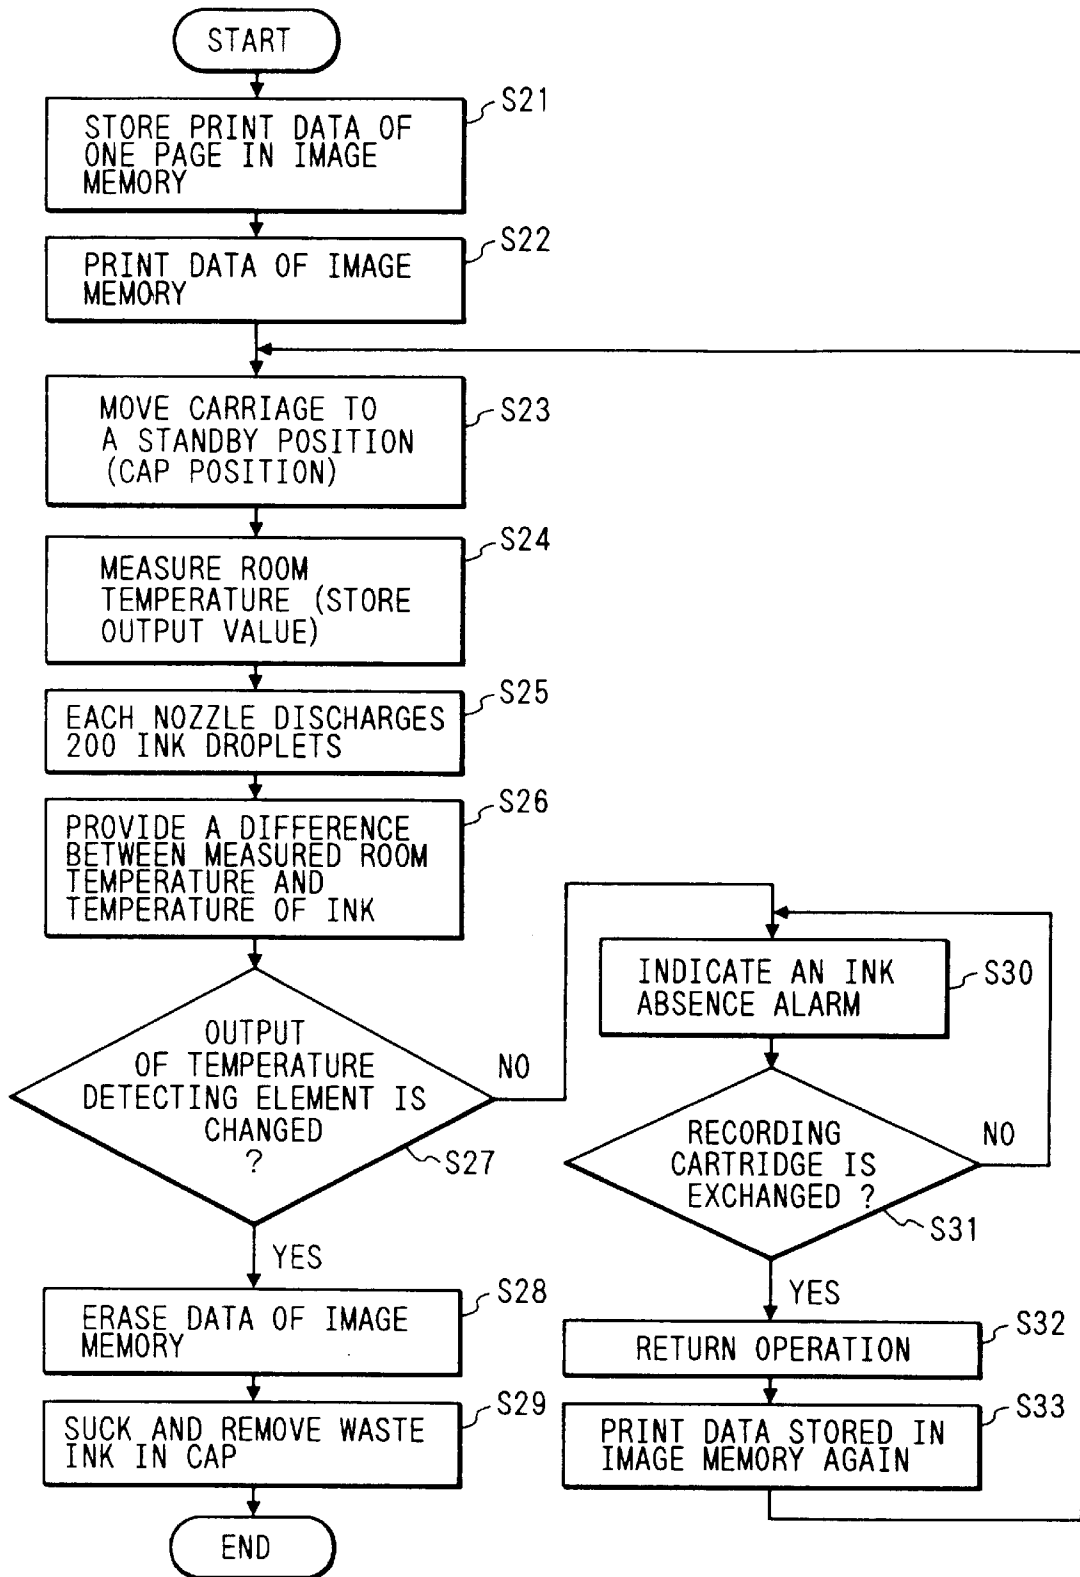 START
S21
STORE PRINT DATA OF
ONE PAGE IN IMAGE
MEMORY
S22
PRINT DATA OF IMAGE
MEMORY
S23
MOVE CARRIAGE TO
A STANDBY POSITION
(CAP POSITION)
S24
MEASURE ROOM
TEMPERATURE (STORE
OUTPUT VALUE)
S25
EACH NOZZLE DISCHARGES
200 INK DROPLETS
S26
PROVIDE A DIFFERENCE
BETWEEN MEASURED ROOM
TEMPERATURE AND
TEMPERATURE OF INK
OUTPUT
OF TEMPERATURE
DETECTING ELEMENT IS
CHANGED
?
S27
NO
YES
S28
ERASE DATA OF IMAGE
MEMORY
S29
SUCK AND REMOVE WASTE
INK IN CAP
END
INDICATE AN INK
ABSENCE ALARM
S30
RECORDING
CARTRIDGE IS
EXCHANGED ?
NO
S31
YES
S32
RETURN OPERATION
S33
PRINT DATA STORED IN
IMAGE MEMORY AGAIN